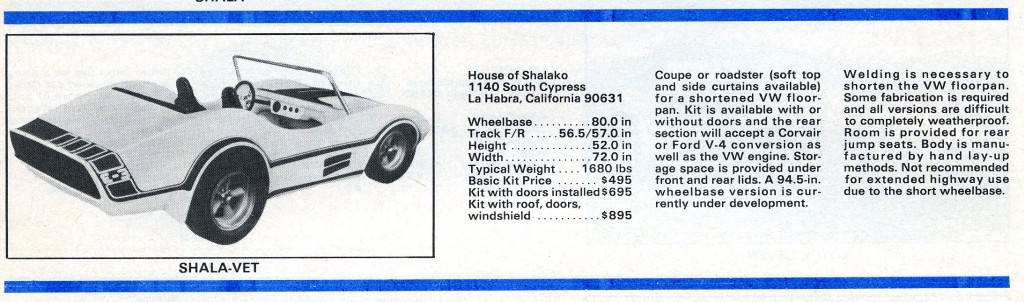 SHALA
House of Shalako
1140 South Cypress
La Habra, California 90631
Wheelbase..........80.0 in
Track F/R .....56.5/57.0 in
Height ...............52.0 in
Width................72.0 in
Typical Weight ....1680 lbs
Basic Kit Price ....... $495
Kit with doors installed $695
Kit with roof, doors,
windshield ...........$895
Coupe or roadster (soft top
and side curtains available)
for a shortened VW floor-
pan. Kit is available with or
without doors and the rear
section will accept a Corvair
or Ford V-4 conversion as
well as the VW engine. Stor-
age space is provided under
front and rear lids. A 94.5-in.
wheelbase version is cur-
rently under development.
Welding is necessary to
shorten the VW floorpan.
Some fabrication is required
and all versions are difficult
to completely weatherproof.
Room is provided for rear
jump seats. Body is manu-
factured by hand lay-up
methods. Not recommended
for extended highway use
due to the short wheelbase.
SHALA-VET